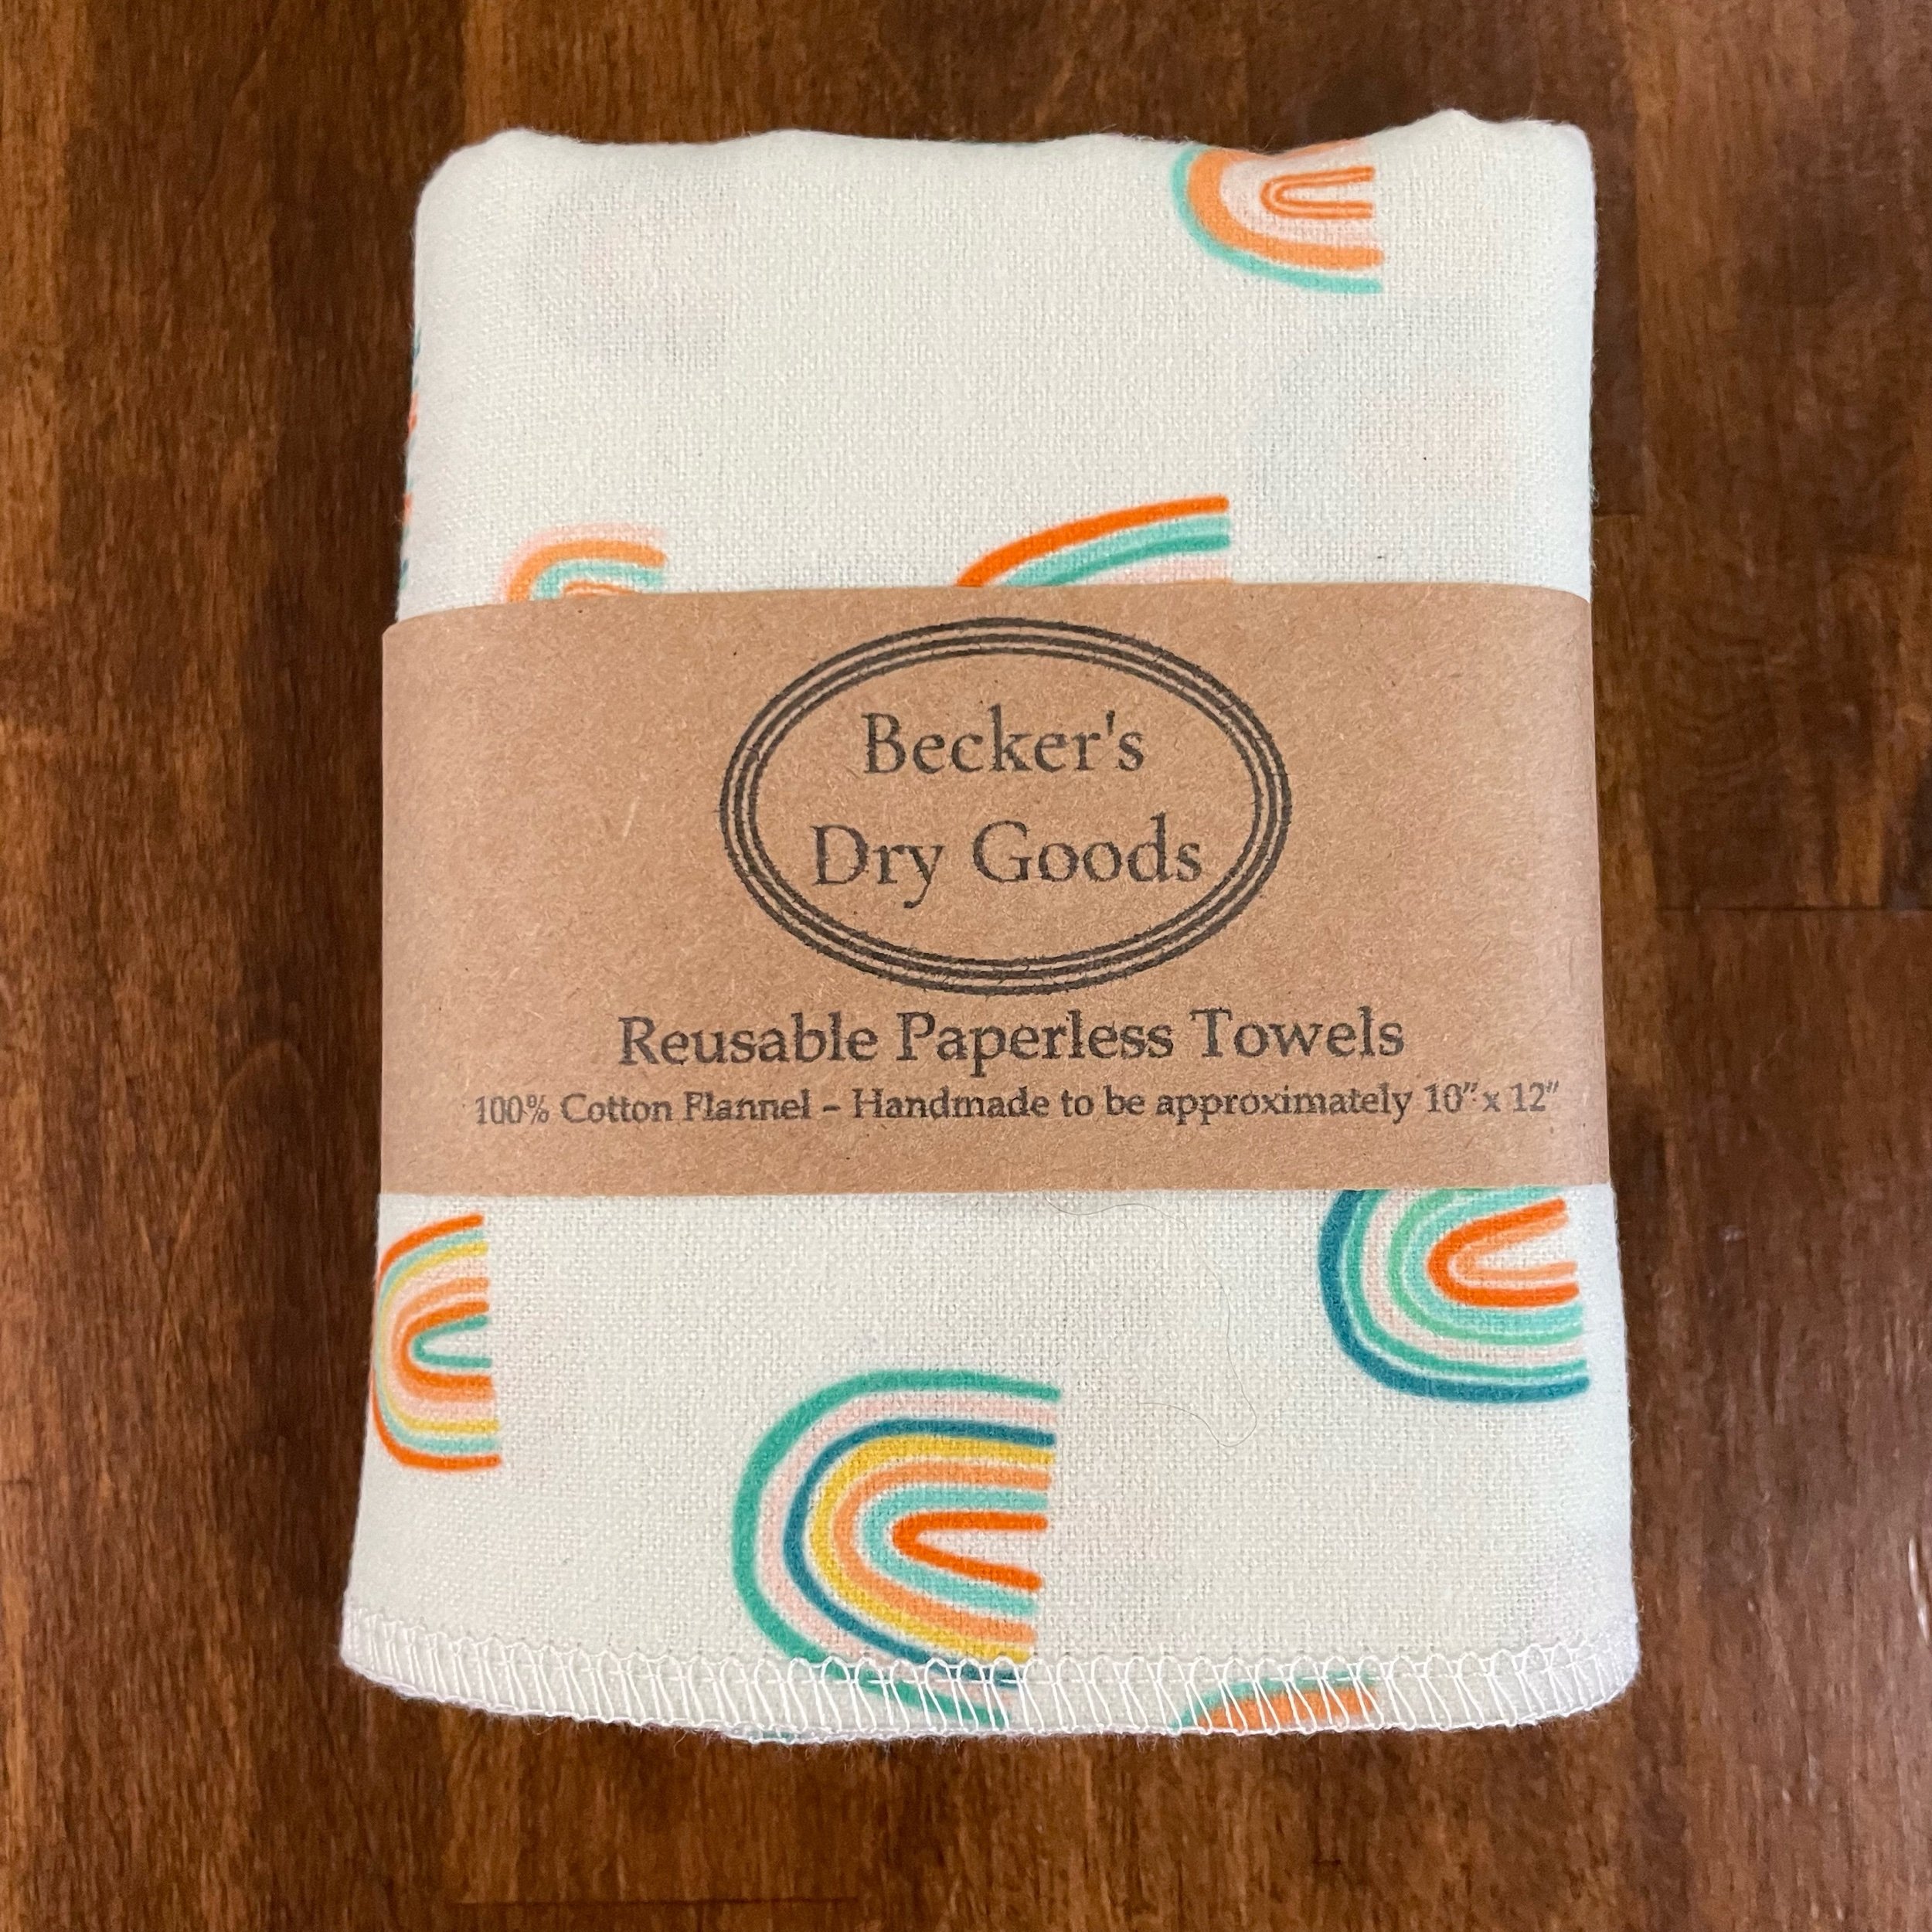 Becker's
Dry Goods
Reusable Paperless Towels
100% Cotton Flannel – Handmade to be approximately 10" x 12"